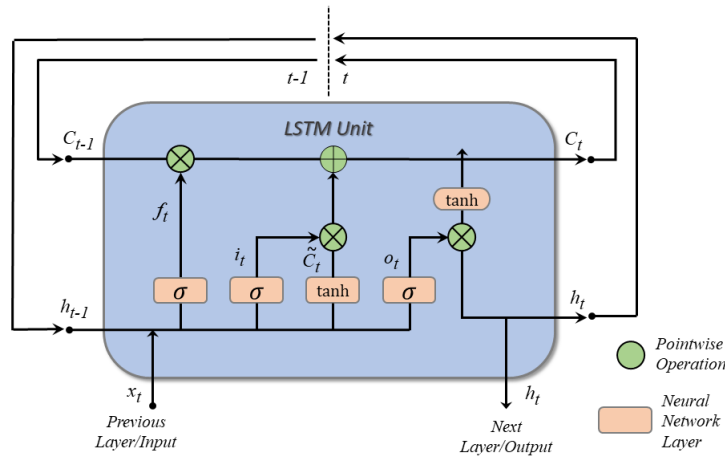 t-1 t
LSTM Unit
C_{t-1}
C_t
f_t
tanh
i_t
C̃_t
o_t
σ
σ
tanh
σ
h_{t-1}
h_t
x_t
h_t
Previous
Layer/Input
Next
Layer/Output
Pointwise
Operation
Neural
Network
Layer